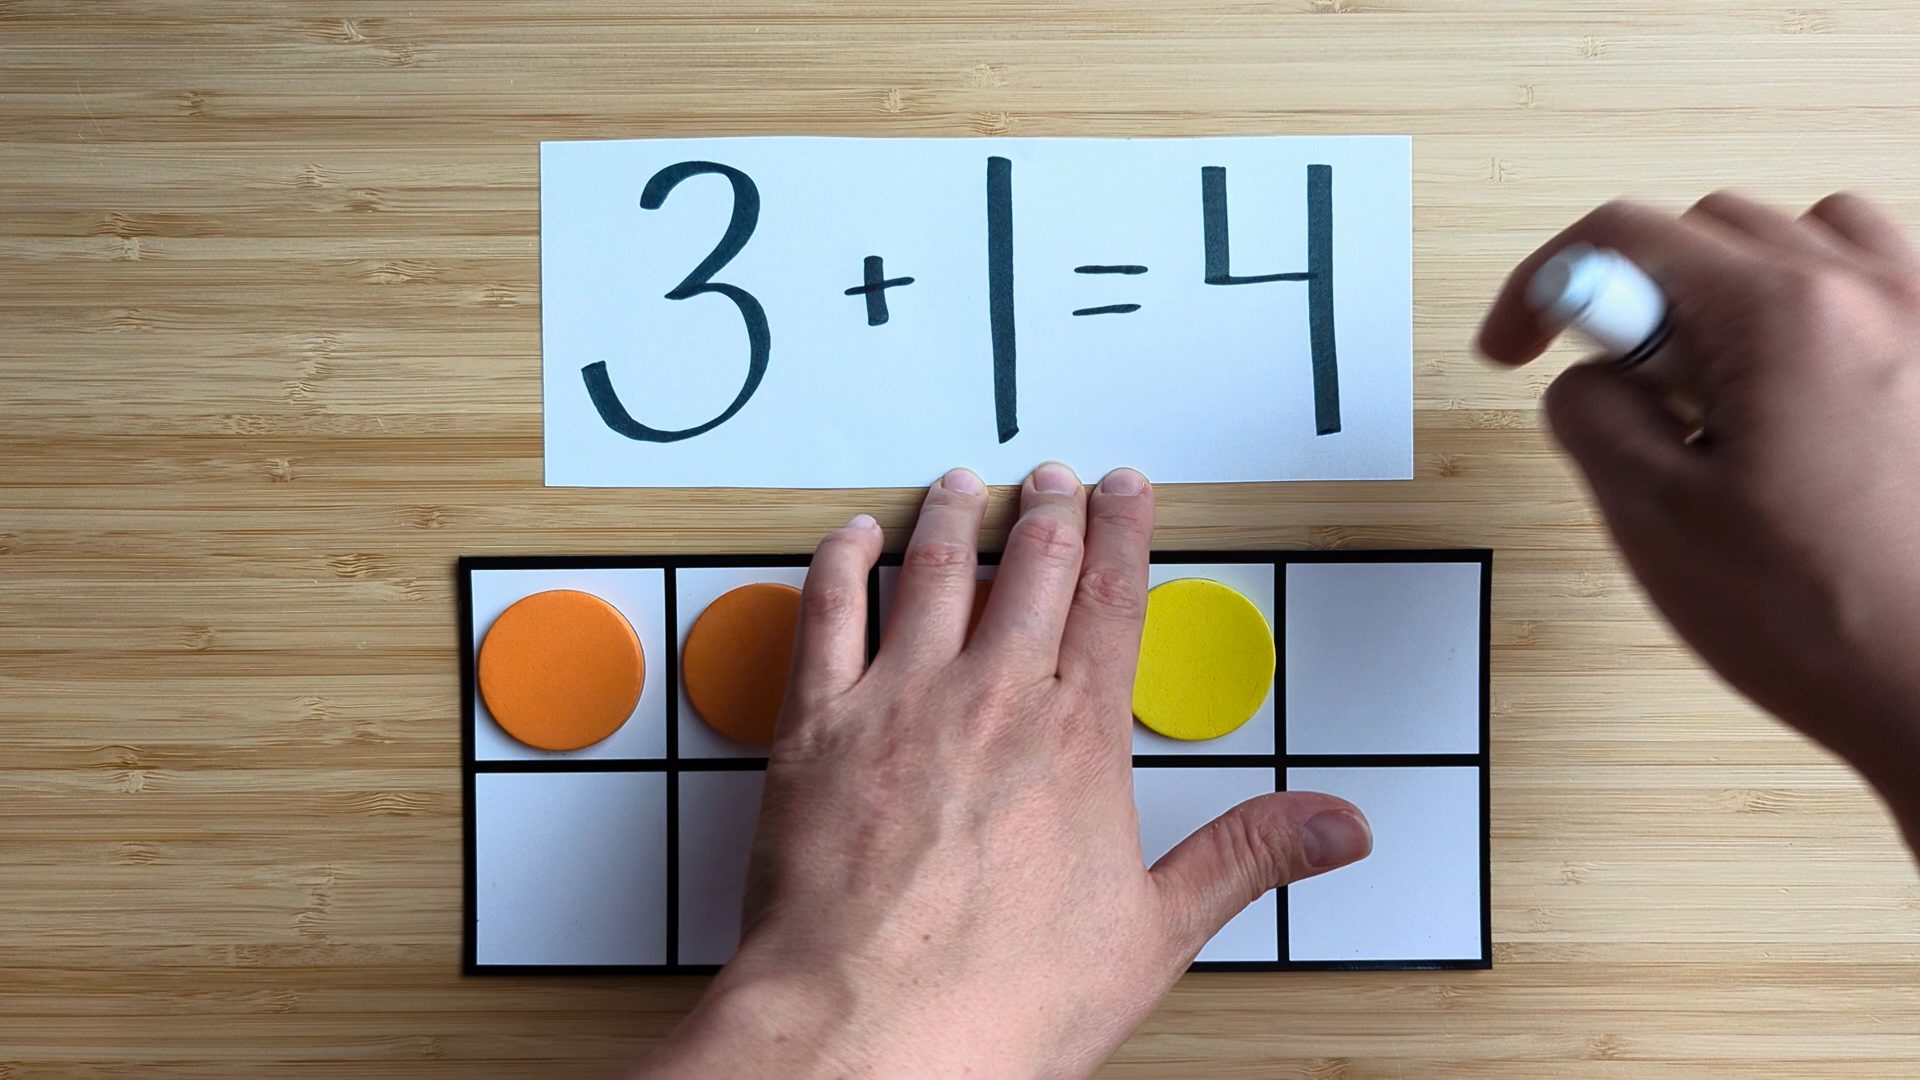 3 + 1 = 4